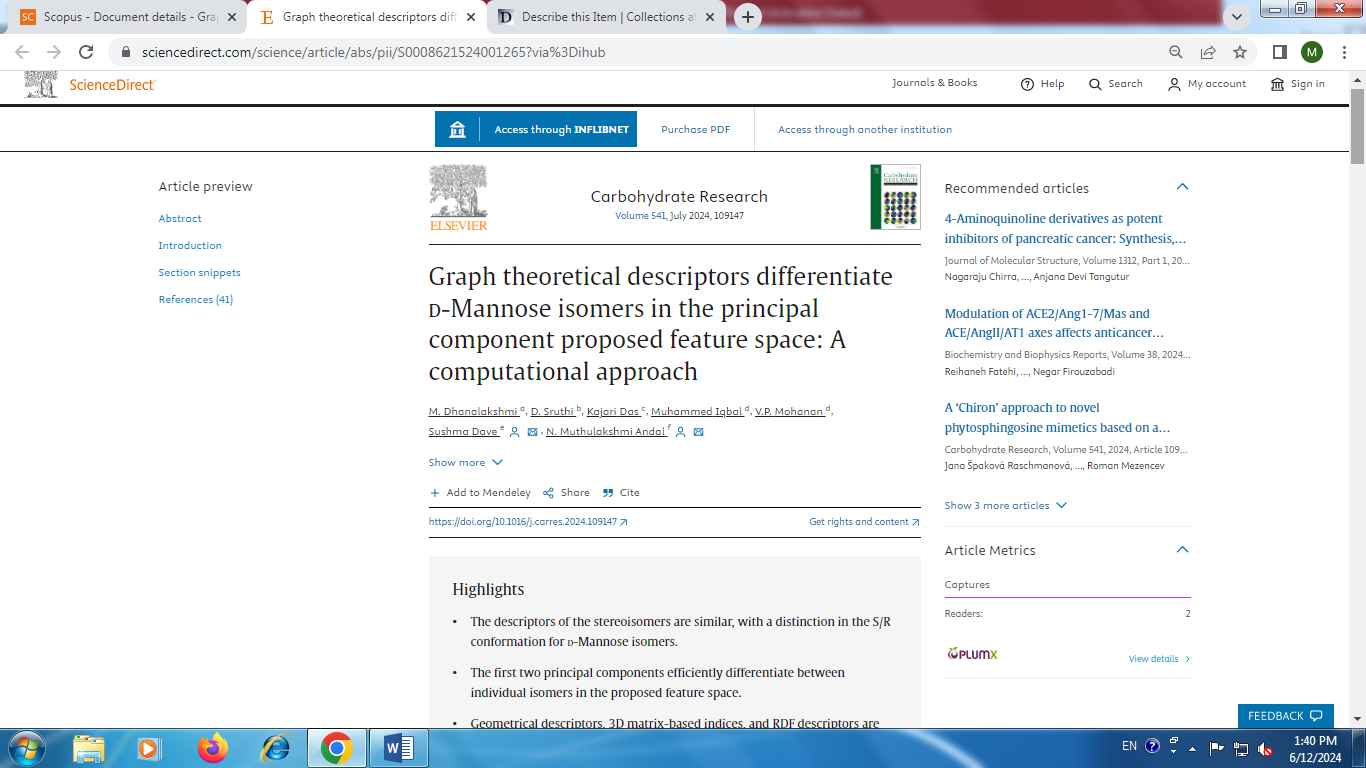 Scopus - Document details - Gra
Graph theoretical descriptors diff
Describe this Item | Collections a
sciencedirect.com/science/article/abs/pii/S0008621524001265?via%3Dihub
M
ScienceDirect
Journals & Books
Help
Search
My account
Sign in
Access through INFLIBNET
Purchase PDF
Access through another institution
Article preview
Abstract
Introduction
Section snippets
References (41)
ELSEVIER
Carbohydrate Research
Volume 541, July 2024, 109147
Graph theoretical descriptors differentiate
D-Mannose isomers in the principal
component proposed feature space: A
computational approach
M. Dhanalakshmi a, D. Sruthi b, Kajari Das c, Muhammed Iqbal d, V.P. Mohanan d,
Sushma Dave e, N. Muthulakshmi Andal f
Show more
Add to Mendeley Share Cite
https://doi.org/10.1016/j.carres.2024.109147
Get rights and content
Highlights
• The descriptors of the stereoisomers are similar, with a distinction in the S/R
conformation for D-Mannose isomers.
• The first two principal components efficiently differentiate between
individual isomers in the proposed feature space.
• Geometrical descriptors, 3D matrix-based indices, and RDF descriptors are
Recommended articles
4-Aminoquinoline derivatives as potent
inhibitors of pancreatic cancer: Synthesis,...
Journal of Molecular Structure, Volume 1312, Part 1, 20...
Nagaraju Chirra, ..., Anjana Devi Tangutur
Modulation of ACE2/Ang1-7/Mas and
ACE/AngII/AT1 axes affects anticancer...
Biochemistry and Biophysics Reports, Volume 38, 2024...
Reihaneh Fatehi, ..., Negar Firouzabadi
A ‘Chiron’ approach to novel
phytosphingosine mimetics based on a...
Carbohydrate Research, Volume 541, 2024, Article 109...
Jana Špaková Raschmanová, ..., Roman Mezencev
Show 3 more articles
Article Metrics
Captures
Readers: 2
PLUMX
View details
FEEDBACK
EN
1:40 PM
6/12/2024